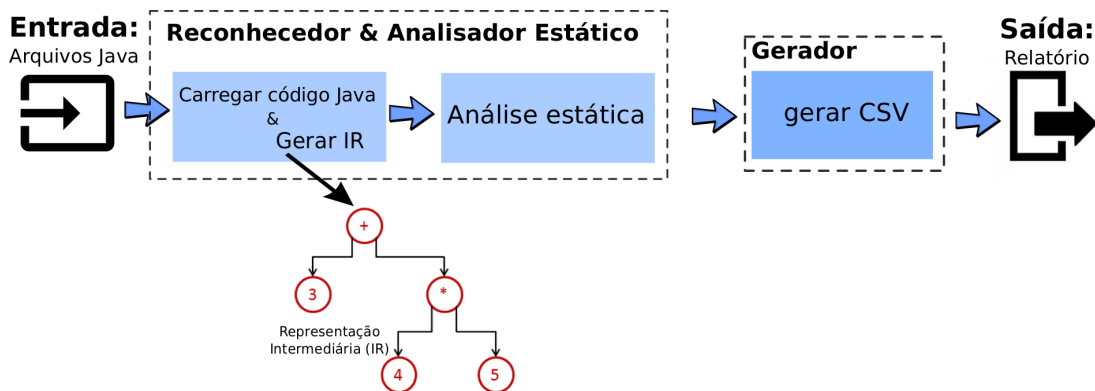 Entrada:
Arquivos Java
Reconhecedor & Analisador Estático
Carregar código Java
&
Gerar IR
Análise estática
Gerador
gerar CSV
Saída:
Relatório
+
3
*
Representação
Intermediária (IR)
4
5